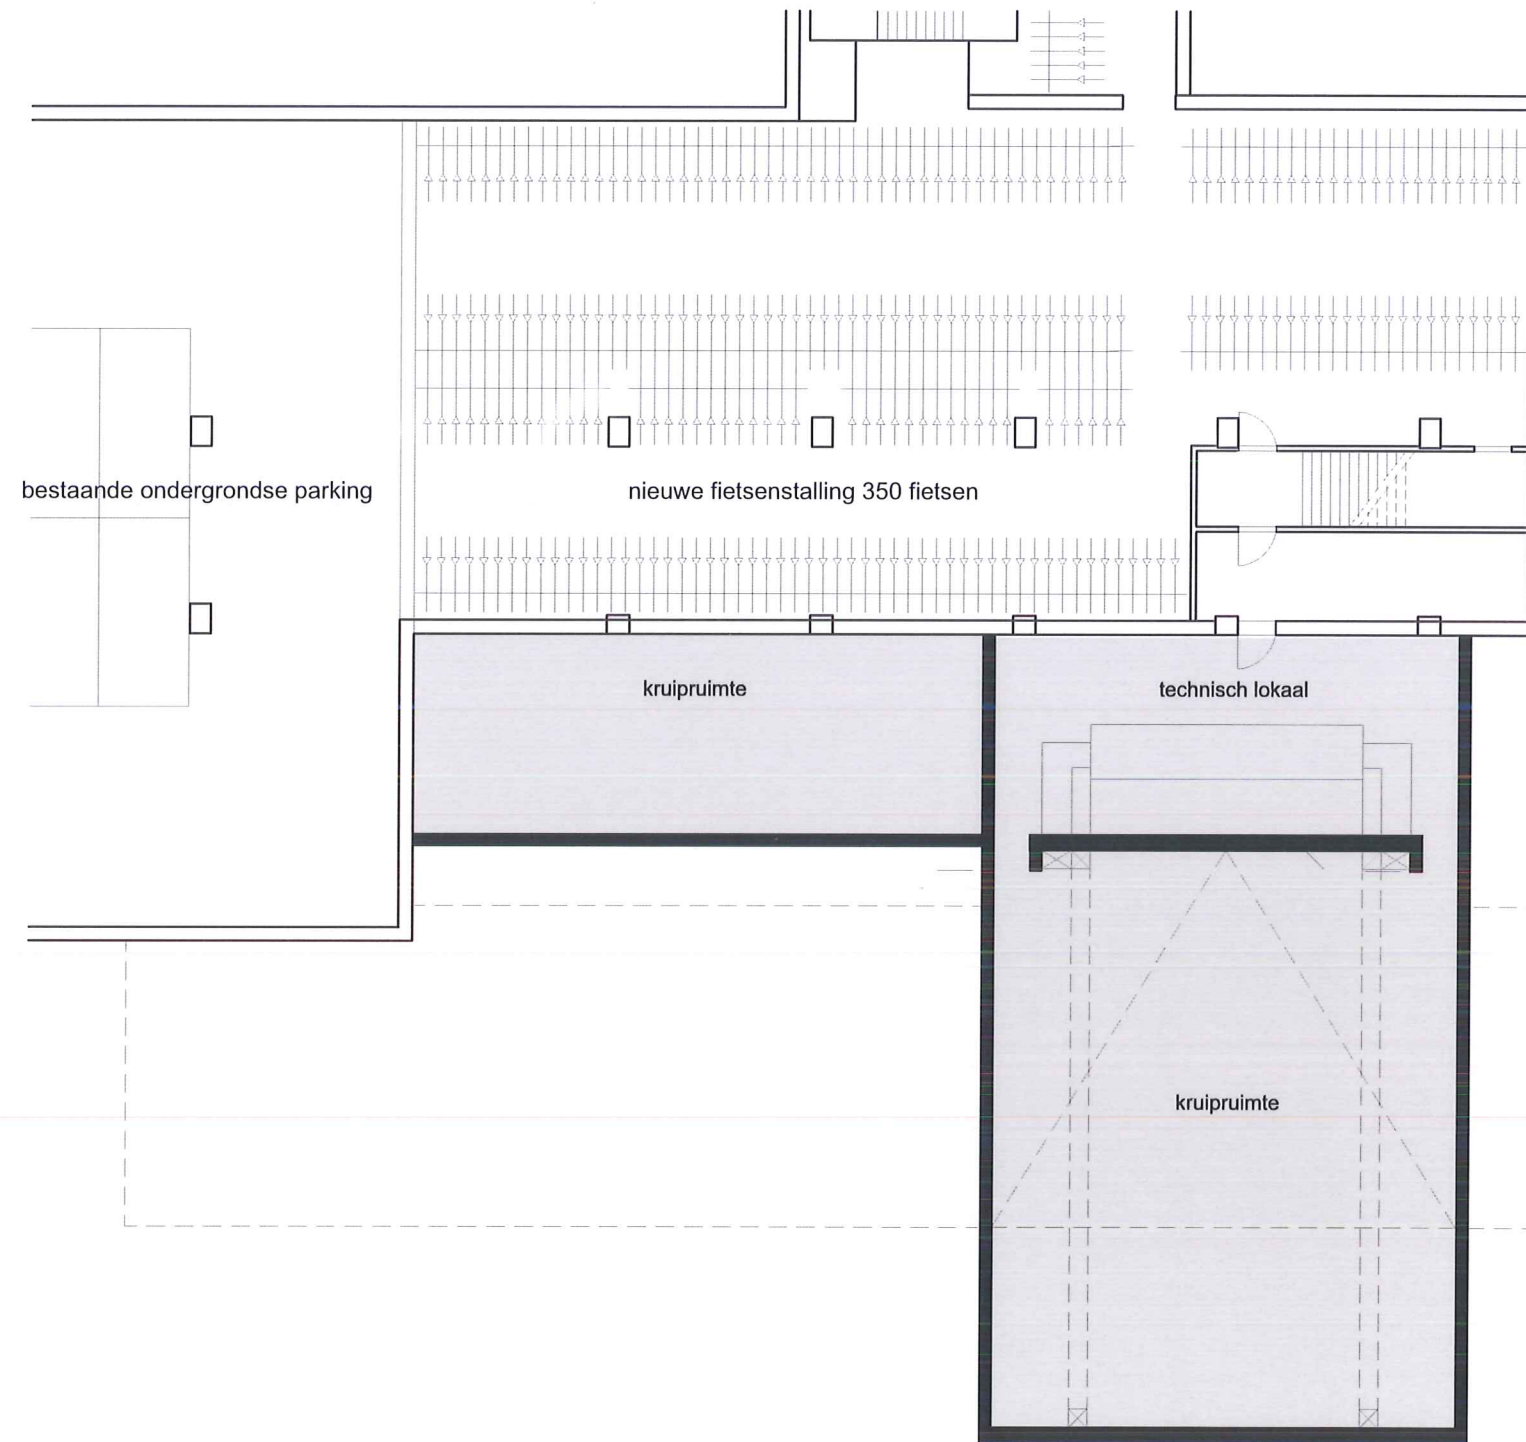 bestaande ondergrondse parking
nieuwe fietsenstalling 350 fietsen
kruipruimte
technisch lokaal
kruipruimte